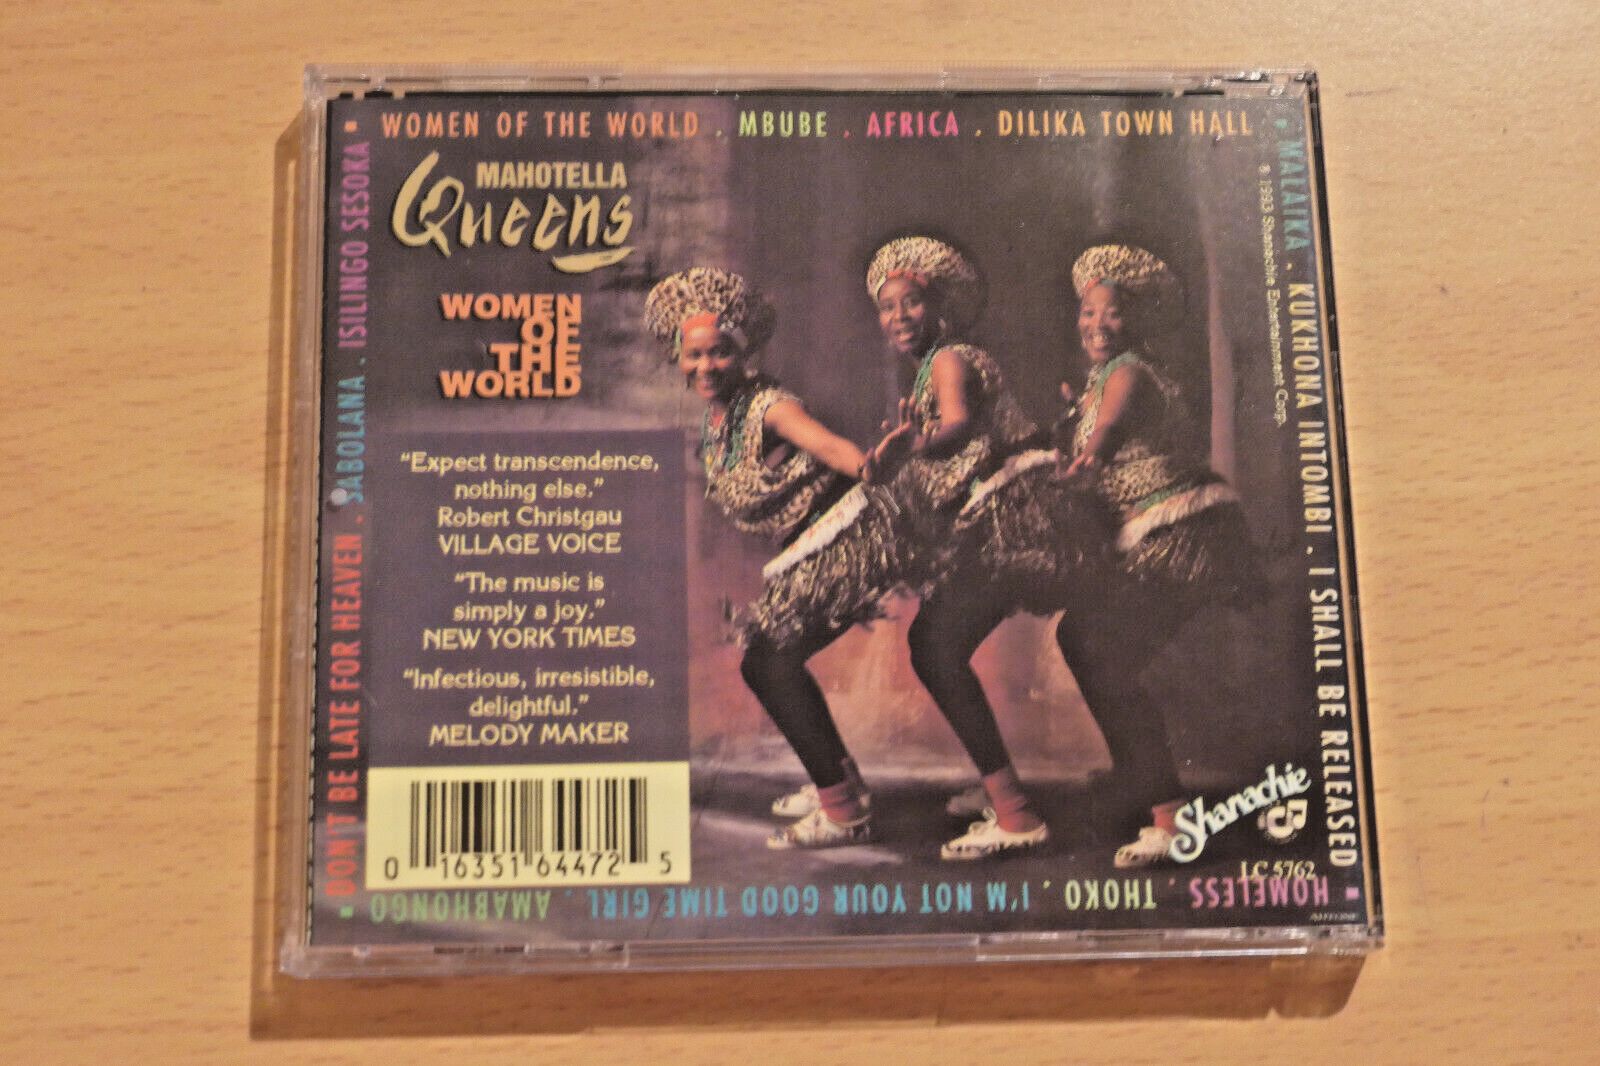 WOMEN OF THE WORLD . MBUBE . AFRICA . DILIKA TOWN HALL
MALAIKA . KUKHONA INTOMBI . I SHALL BE RELEASED
HOMELESS . THOKO . I'M NOT YOUR GOOD TIME GIRL . AMABHONGO
DON'T BE LATE FOR HEAVEN . SABOLANA . ISILINGO SESOKA
℗ 1993 Shanachie Entertainment Corp.
MAHOTELLA
Queens
WOMEN
OF
THE
WORLD
"Expect transcendence,
nothing else."
Robert Christgau
VILLAGE VOICE
"The music is
simply a joy."
NEW YORK TIMES
"Infectious, irresistible,
delightful."
MELODY MAKER
0 16351 64472 5
Shanachie
LC 5762